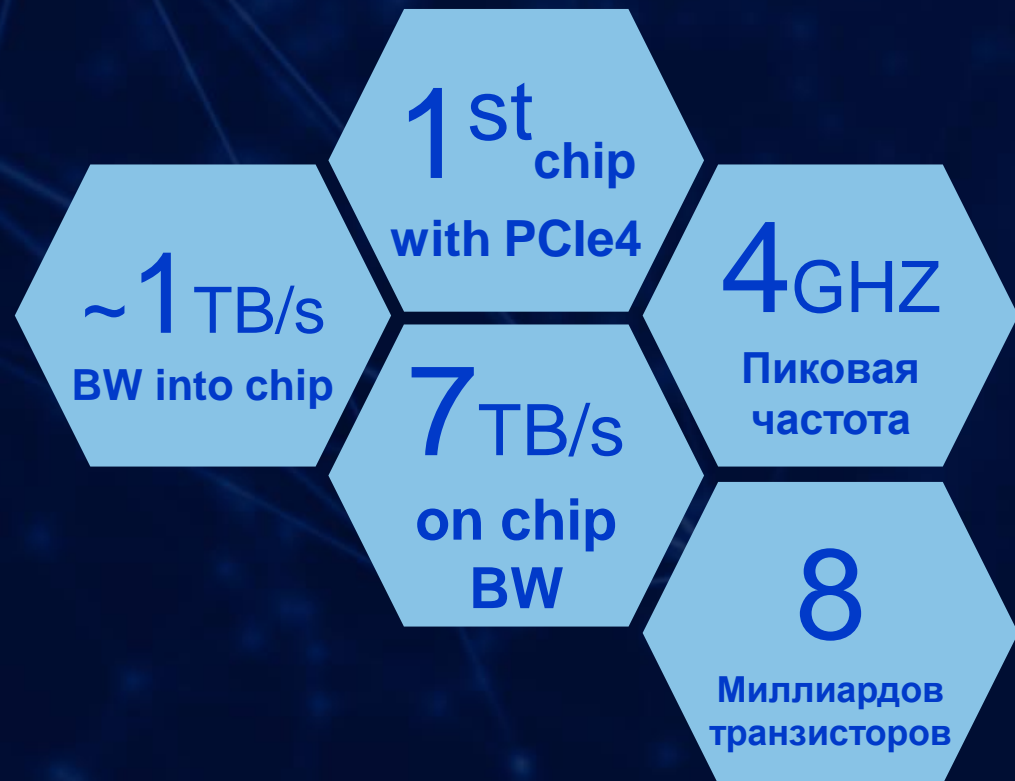 1st chip
with PCIe4
~1TB/s
BW into chip
4GHZ
Пиковая
частота
7TB/s
on chip
BW
8
Миллиардов
транзисторов